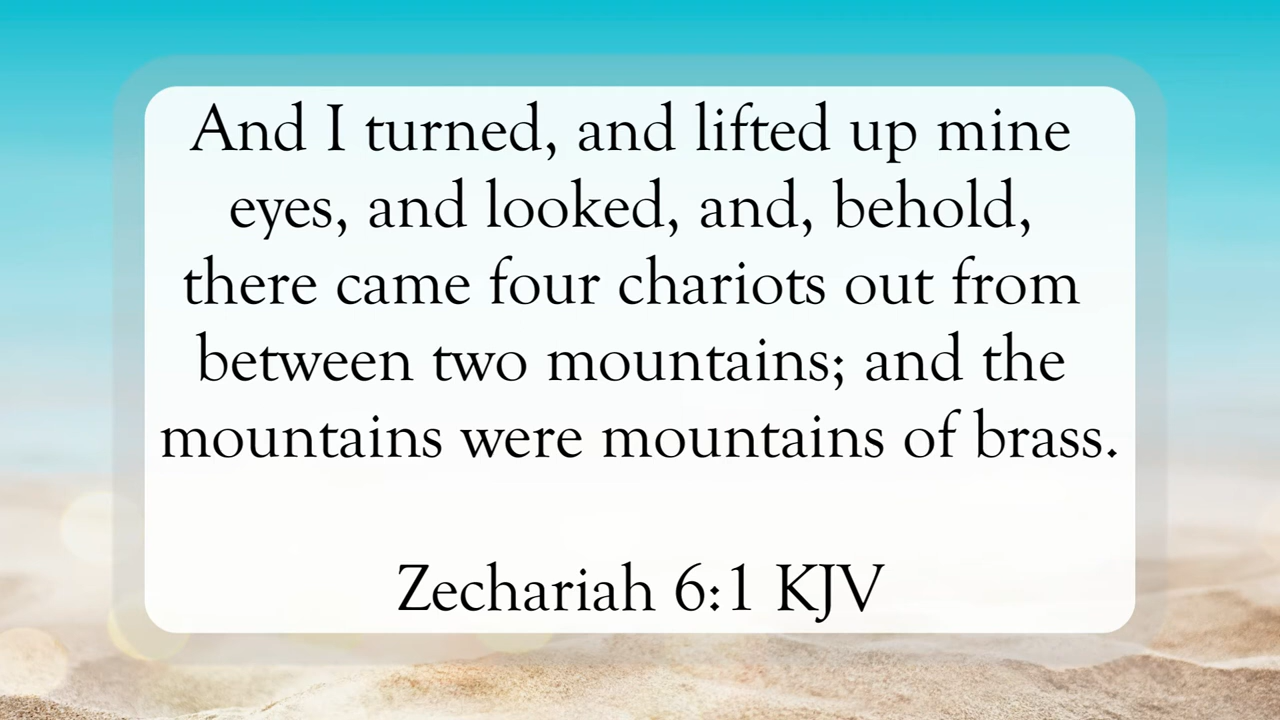 And I turned, and lifted up mine
eyes, and looked, and, behold,
there came four chariots out from
between two mountains; and the
mountains were mountains of brass.
Zechariah 6:1 KJV